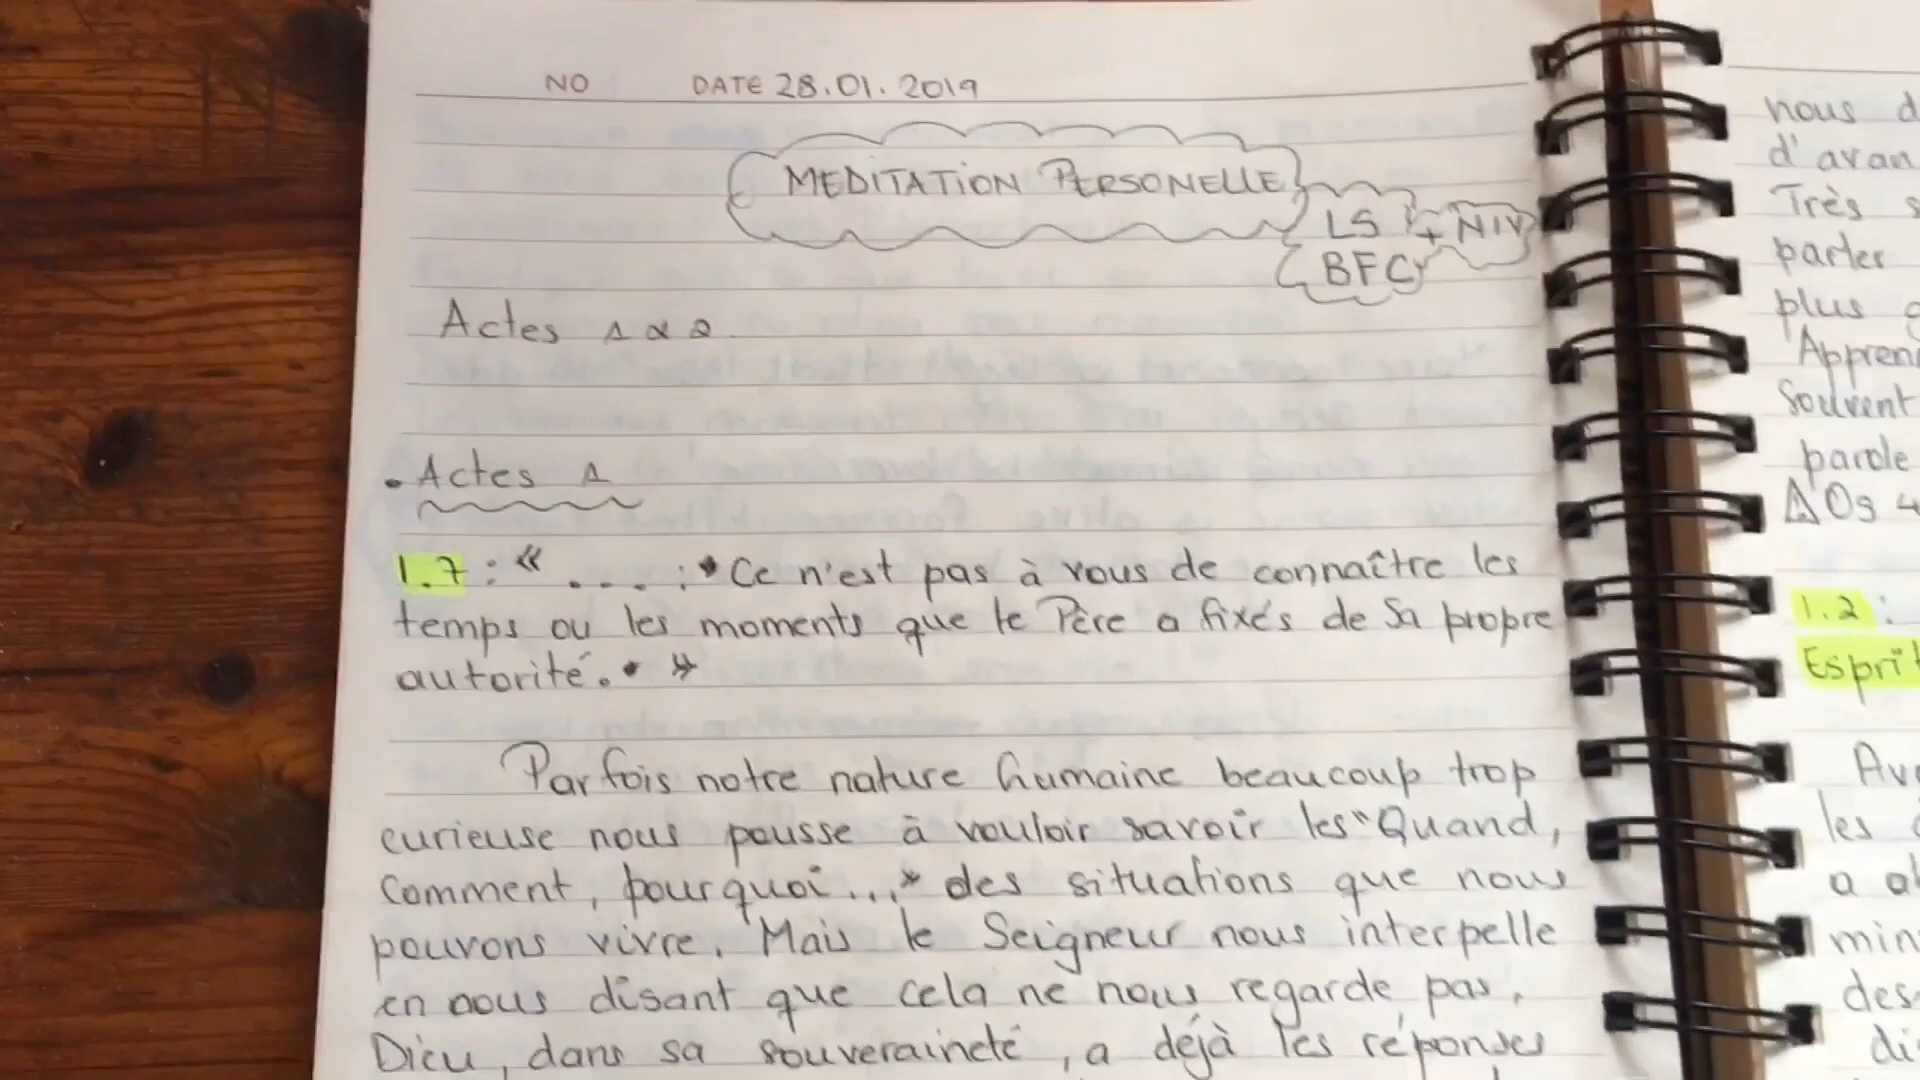 NO DATE 28.01.2019
MEDITATION PERSONELLE
LS + NIV
BFC
Actes 1 & 2
. Actes 1
1.7 : « .... : " Ce n'est pas à vous de connaître les
temps ou les moments que le Père a fixés de Sa propre
autorité. " »
Parfois notre nature humaine beaucoup trop
curieuse nous pousse à vouloir savoir les "Quand,
Comment, pourquoi..." des situations que nous
pouvons vivre. Mais le Seigneur nous interpelle
en nous disant que cela ne nous regarde pas.
Dieu, dans sa souveraineté, a déjà les réponses
nous d
d'avan
Très s
parler
plus
Appren
Souvent
parole
Os 4
1.2 :
Esprit
Av
les
a
min
des
di